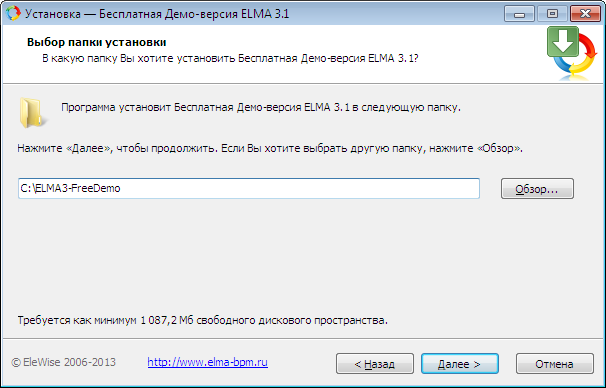 Установка — Бесплатная Демо-версия ELMA 3.1
Выбор папки установки
В какую папку Вы хотите установить Бесплатная Демо-версия ELMA 3.1?
Программа установит Бесплатная Демо-версия ELMA 3.1 в следующую папку.
Нажмите «Далее», чтобы продолжить. Если Вы хотите выбрать другую папку, нажмите «Обзор».
C:\ELMA3-FreeDemo
Обзор...
Требуется как минимум 1 087,2 Мб свободного дискового пространства.
© EleWise 2006-2013
http://www.elma-bpm.ru
< Назад
Далее >
Отмена